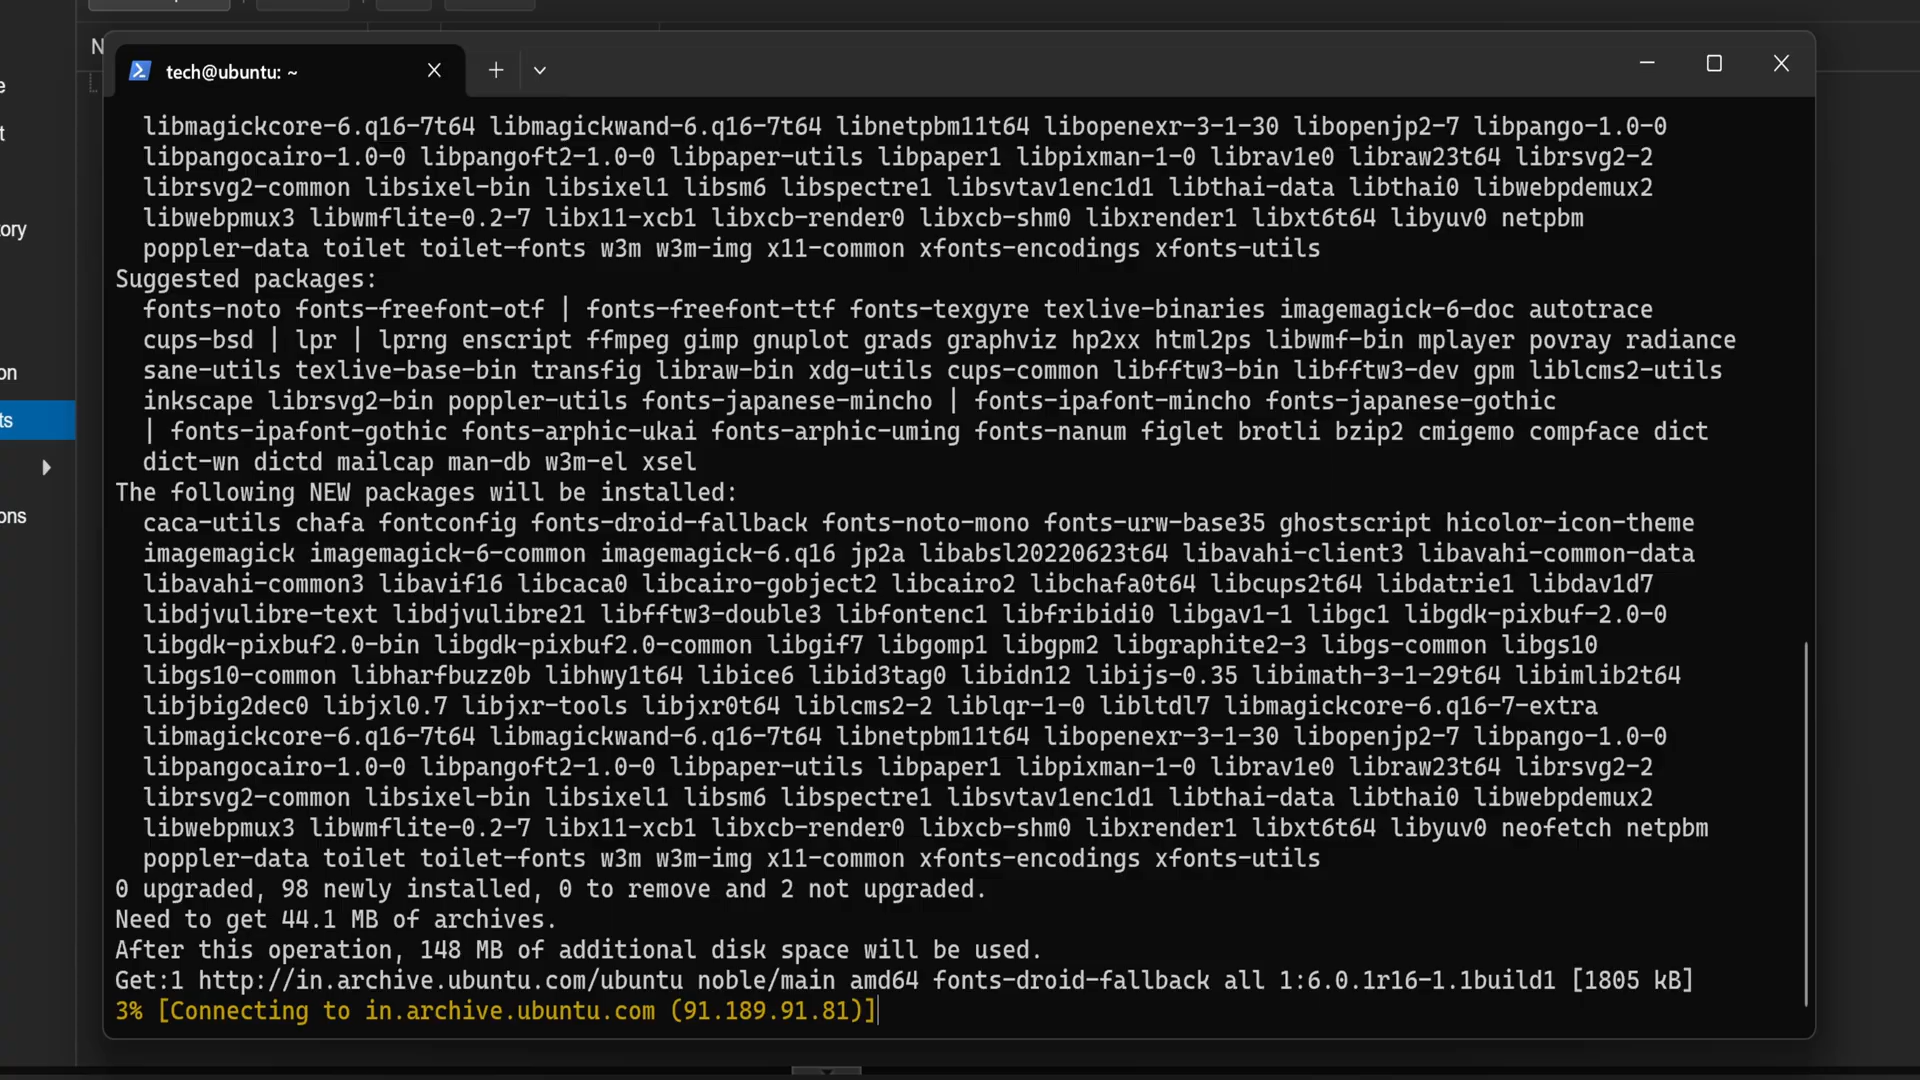 N
tech@ubuntu: ~
e
t
ory
on
ts
ons
libmagickcore-6.q16-7t64 libmagickwand-6.q16-7t64 libnetpbm11t64 libopenexr-3-1-30 libopenjp2-7 libpango-1.0-0
libpangocairo-1.0-0 libpangoft2-1.0-0 libpaper-utils libpaper1 libpixman-1-0 librav1e0 libraw23t64 librsvg2-2
librsvg2-common libsixel-bin libsixel1 libsm6 libspectre1 libsvtav1enc1d1 libthai-data libthai0 libwebpdemux2
libwebpmux3 libwmflite-0.2-7 libx11-xcb1 libxcb-render0 libxcb-shm0 libxrender1 libxt6t64 libyuv0 netpbm
poppler-data toilet toilet-fonts w3m w3m-img x11-common xfonts-encodings xfonts-utils
Suggested packages:
fonts-noto fonts-freefont-otf | fonts-freefont-ttf fonts-texgyre texlive-binaries imagemagick-6-doc autotrace
cups-bsd | lpr | lprng enscript ffmpeg gimp gnuplot grads graphviz hp2xx html2ps libwmf-bin mplayer povray radiance
sane-utils texlive-base-bin transfig libraw-bin xdg-utils cups-common libfftw3-bin libfftw3-dev gpm liblcms2-utils
inkscape librsvg2-bin poppler-utils fonts-japanese-mincho | fonts-ipafont-mincho fonts-japanese-gothic
| fonts-ipafont-gothic fonts-arphic-ukai fonts-arphic-uming fonts-nanum figlet brotli bzip2 cmigemo compface dict
dict-wn dictd mailcap man-db w3m-el xsel
The following NEW packages will be installed:
caca-utils chafa fontconfig fonts-droid-fallback fonts-noto-mono fonts-urw-base35 ghostscript hicolor-icon-theme
imagemagick imagemagick-6-common imagemagick-6.q16 jp2a libabsl20220623t64 libavahi-client3 libavahi-common-data
libavahi-common3 libavif16 libcaca0 libcairo-gobject2 libcairo2 libchafa0t64 libcups2t64 libdatrie1 libdav1d7
libdjvulibre-text libdjvulibre21 libfftw3-double3 libfontenc1 libfribidi0 libgav1-1 libgc1 libgdk-pixbuf-2.0-0
libgdk-pixbuf2.0-bin libgdk-pixbuf2.0-common libgif7 libgomp1 libgpm2 libgraphite2-3 libgs-common libgs10
libgs10-common libharfbuzz0b libhwy1t64 libice6 libid3tag0 libidn12 libijs-0.35 libimath-3-1-29t64 libimlib2t64
libjbig2dec0 libjxl0.7 libjxr-tools libjxr0t64 liblcms2-2 liblqr-1-0 libltdl7 libmagickcore-6.q16-7-extra
libmagickcore-6.q16-7t64 libmagickwand-6.q16-7t64 libnetpbm11t64 libopenexr-3-1-30 libopenjp2-7 libpango-1.0-0
libpangocairo-1.0-0 libpangoft2-1.0-0 libpaper-utils libpaper1 libpixman-1-0 librav1e0 libraw23t64 librsvg2-2
librsvg2-common libsixel-bin libsixel1 libsm6 libspectre1 libsvtav1enc1d1 libthai-data libthai0 libwebpdemux2
libwebpmux3 libwmflite-0.2-7 libx11-xcb1 libxcb-render0 libxcb-shm0 libxrender1 libxt6t64 libyuv0 neofetch netpbm
poppler-data toilet toilet-fonts w3m w3m-img x11-common xfonts-encodings xfonts-utils
0 upgraded, 98 newly installed, 0 to remove and 2 not upgraded.
Need to get 44.1 MB of archives.
After this operation, 148 MB of additional disk space will be used.
Get:1 http://in.archive.ubuntu.com/ubuntu noble/main amd64 fonts-droid-fallback all 1:6.0.1r16-1.1build1 [1805 kB]
3% [Connecting to in.archive.ubuntu.com (91.189.91.81)]